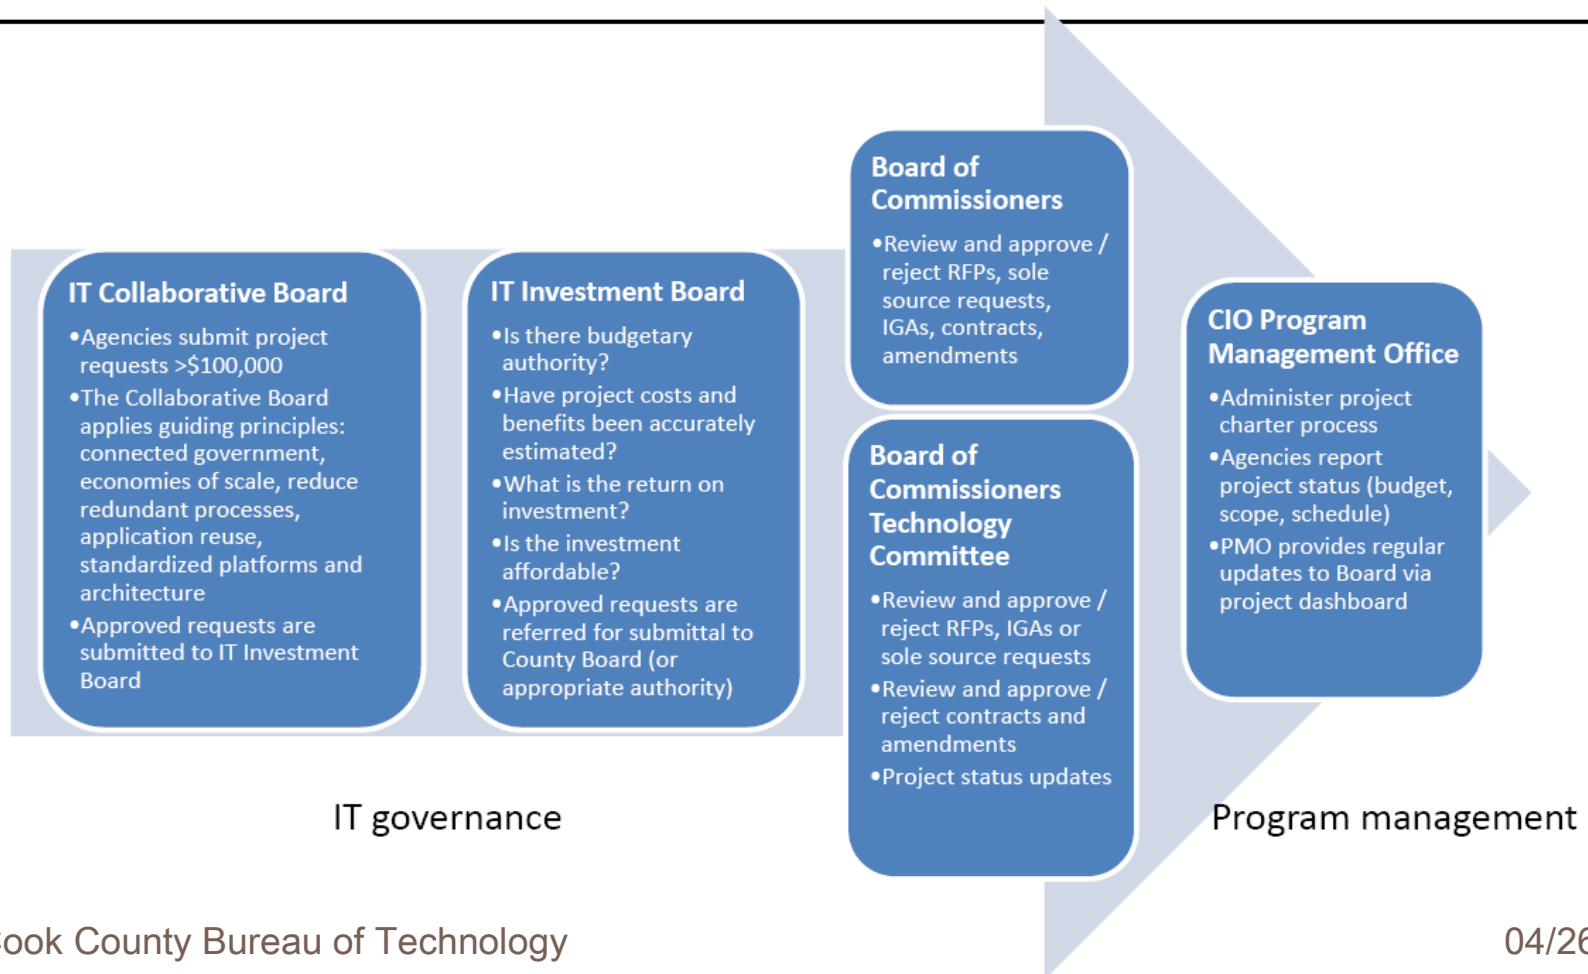 IT Collaborative Board
•Agencies submit project
requests >$100,000
•The Collaborative Board
applies guiding principles:
connected government,
economies of scale, reduce
redundant processes,
application reuse,
standardized platforms and
architecture
•Approved requests are
submitted to IT Investment
Board
IT Investment Board
•Is there budgetary
authority?
•Have project costs and
benefits been accurately
estimated?
•What is the return on
investment?
•Is the investment
affordable?
•Approved requests are
referred for submittal to
County Board (or
appropriate authority)
Board of
Commissioners
•Review and approve /
reject RFPs, sole
source requests,
IGAs, contracts,
amendments
Board of
Commissioners
Technology
Committee
•Review and approve /
reject RFPs, IGAs or
sole source requests
•Review and approve /
reject contracts and
amendments
•Project status updates
CIO Program
Management Office
•Administer project
charter process
•Agencies report
project status (budget,
scope, schedule)
•PMO provides regular
updates to Board via
project dashboard
IT governance
Program management
Cook County Bureau of Technology
04/26